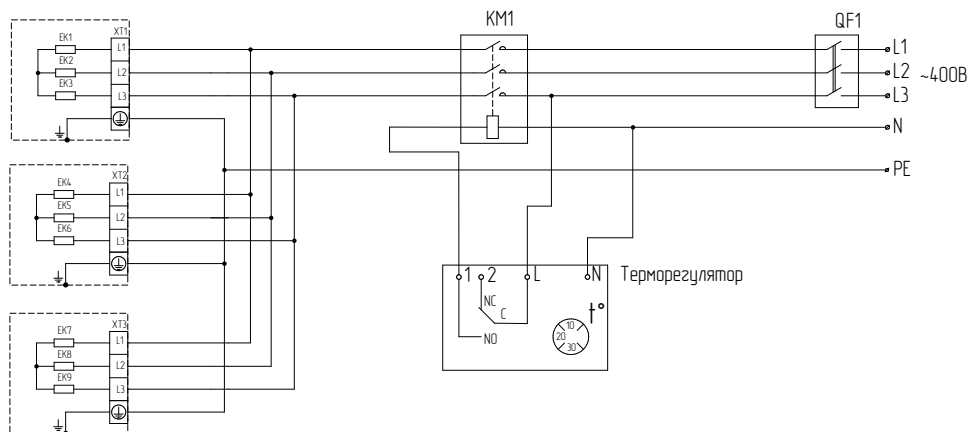 KM1
QF1
XT1
EK1
L1
EK2
L2
EK3
L3
L1
L2
~400В
L3
N
PE
XT2
EK4
L1
EK5
L2
EK6
L3
1
2
L
N
Терморегулятор
NC
C
NO
t°
10
20
30
XT3
EK7
L1
EK8
L2
EK9
L3